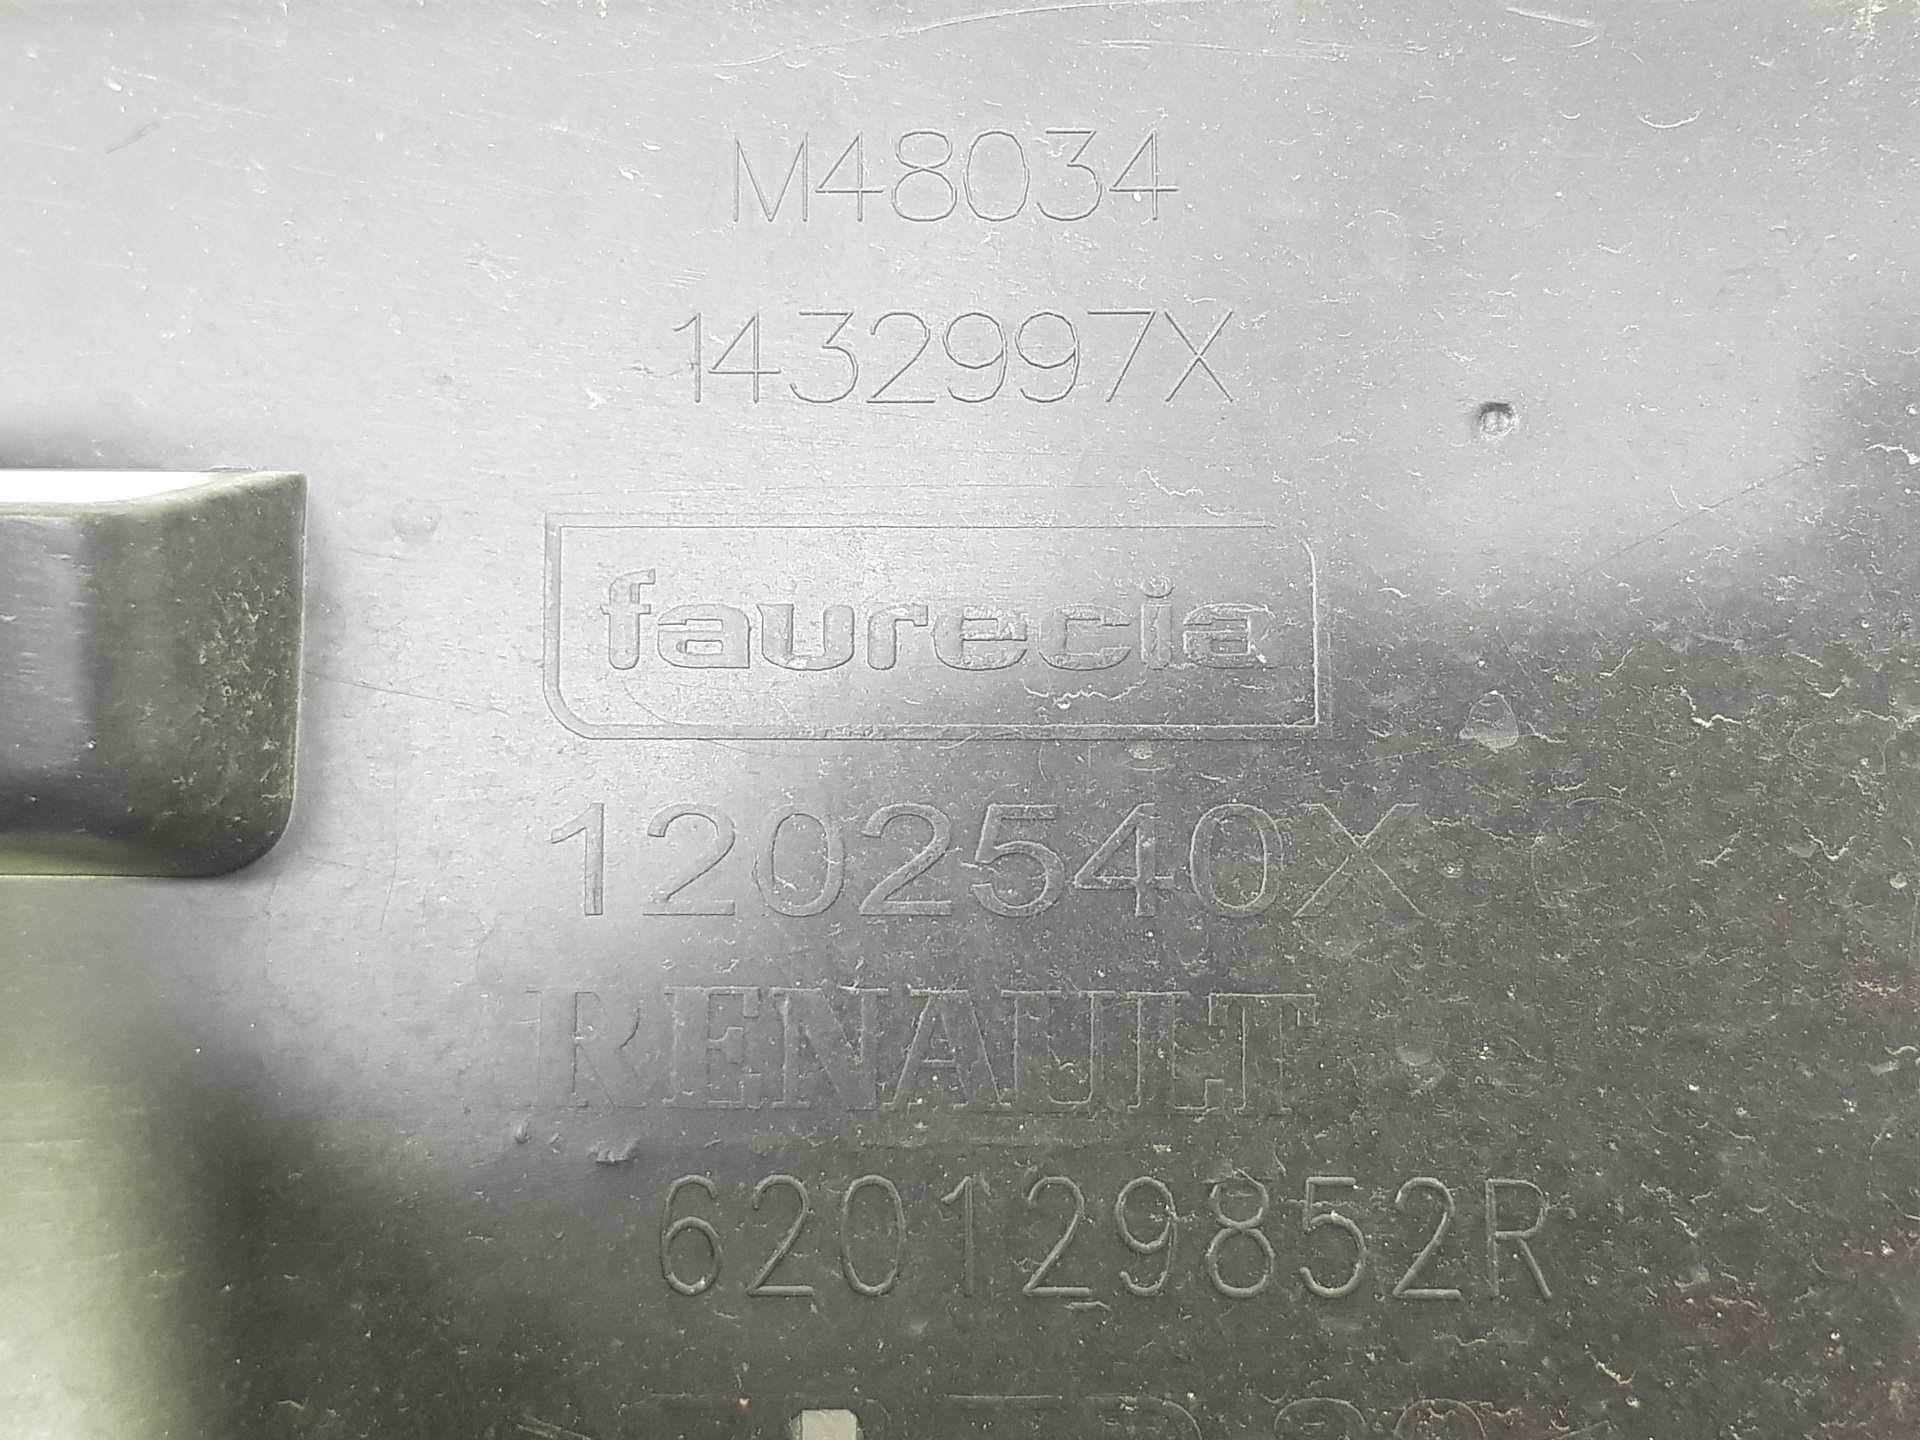 M48034
1432997X
faurecia
1202540X
RENAULT
620129852R